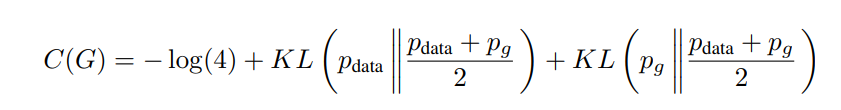 C(G) = − log(4) + KL ( p_data ‖ (p_data + p_g) / 2 ) + KL ( p_g ‖ (p_data + p_g) / 2 )